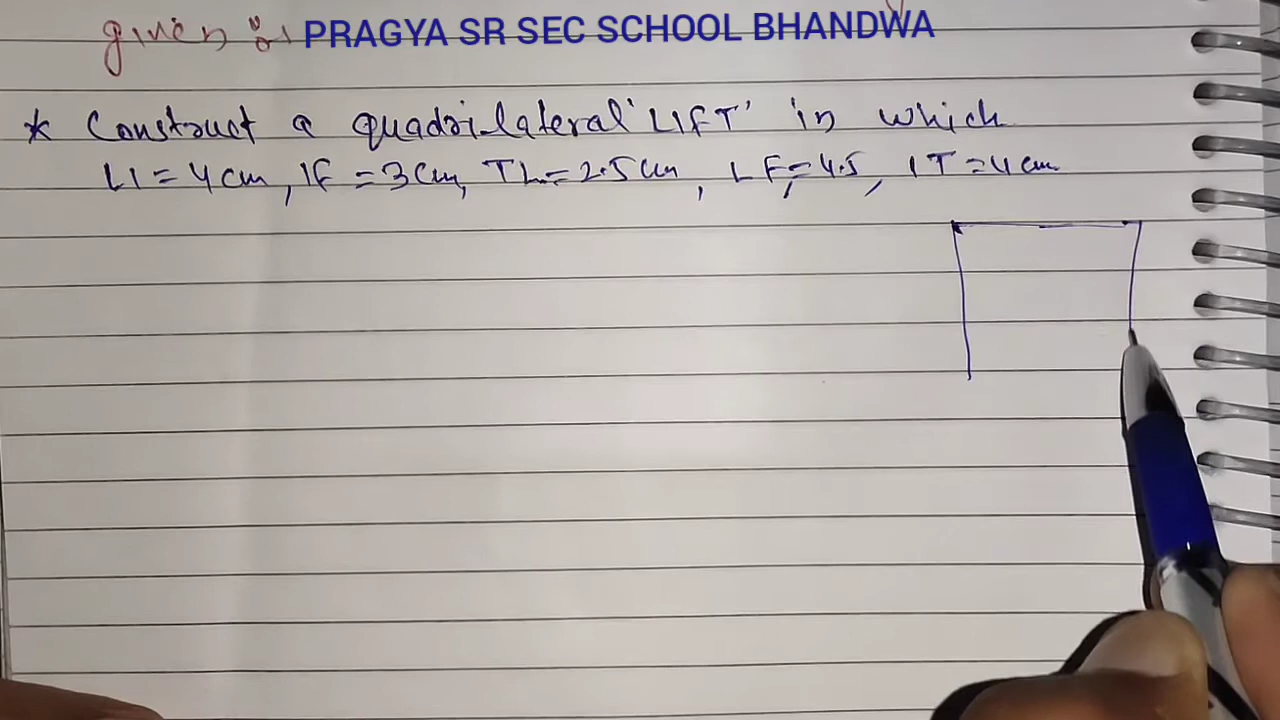 given :- PRAGYA SR SEC SCHOOL BHANDWA
* Construct a quadrilateral 'LIFT' in which
LI = 4 cm, IF = 3 cm, TL = 2.5 cm, LF = 4.5, IT = 4 cm